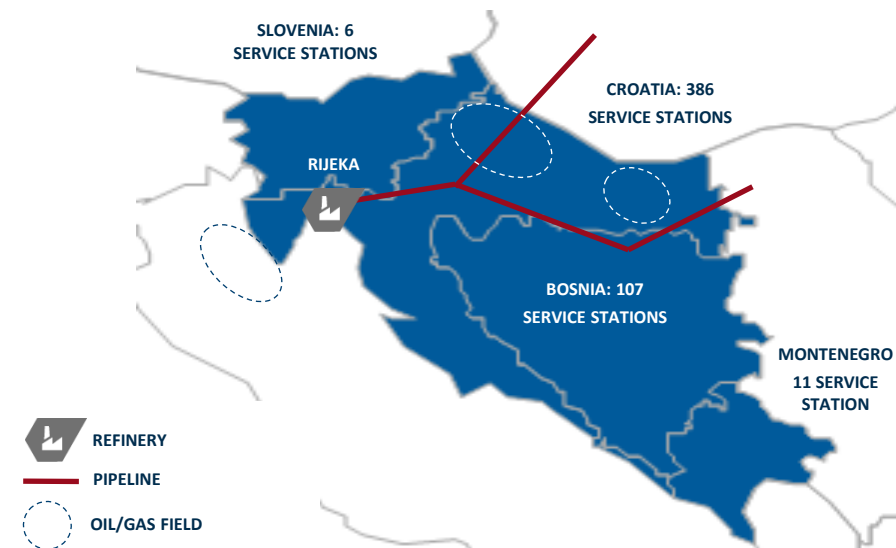 SLOVENIA: 6
SERVICE STATIONS
CROATIA: 386
SERVICE STATIONS
RIJEKA
BOSNIA: 107
SERVICE STATIONS
MONTENEGRO
11 SERVICE
STATION
REFINERY
PIPELINE
OIL/GAS FIELD